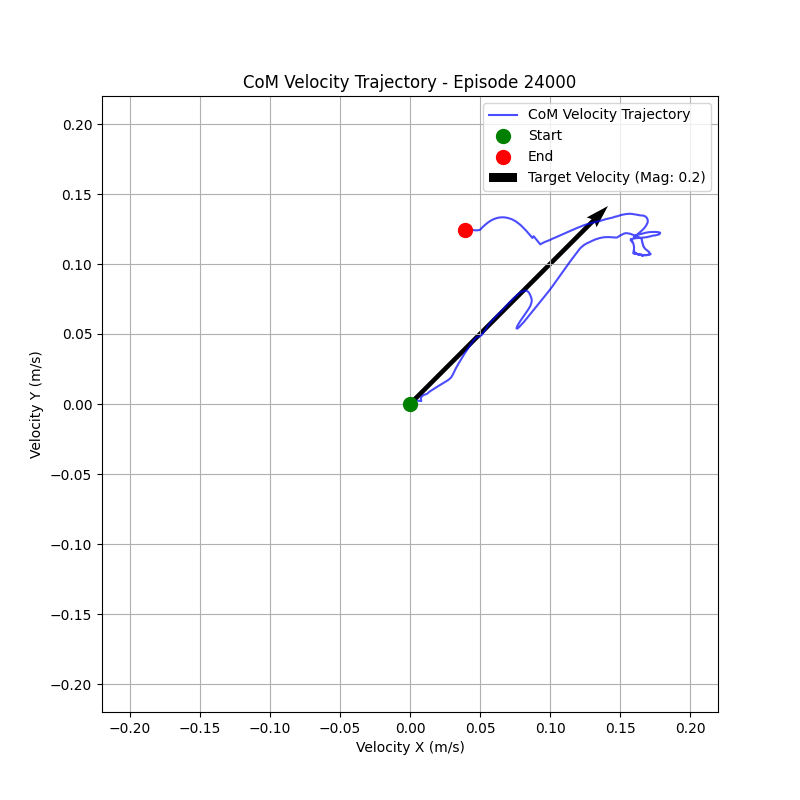 CoM Velocity Trajectory - Episode 24000
CoM Velocity Trajectory
Start
End
Target Velocity (Mag: 0.2)
Velocity Y (m/s)
0.20
0.15
0.10
0.05
0.00
−0.05
−0.10
−0.15
−0.20
−0.20 −0.15 −0.10 −0.05 0.00 0.05 0.10 0.15 0.20
Velocity X (m/s)